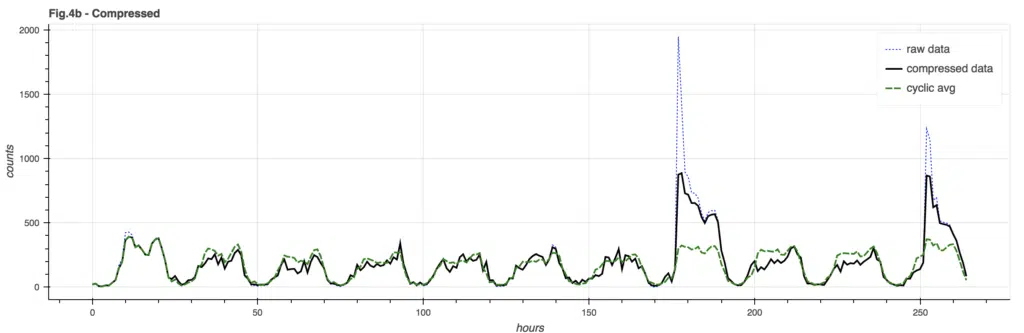 Fig.4b - Compressed
2000
1500
1000
500
0
counts
raw data
compressed data
cyclic avg
0 50 100 150 200 250
hours